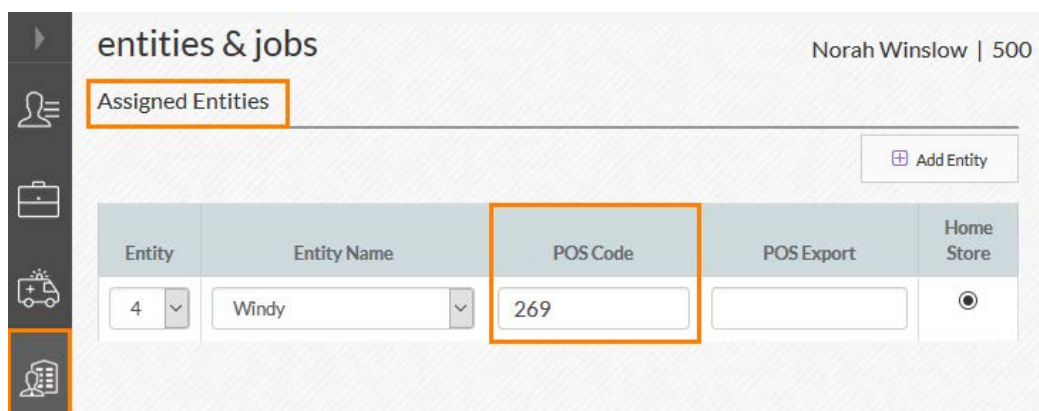 entities & jobs
Norah Winslow | 500
Assigned Entities
Add Entity
Entity Entity Name POS Code POS Export Home Store
4 Windy 269